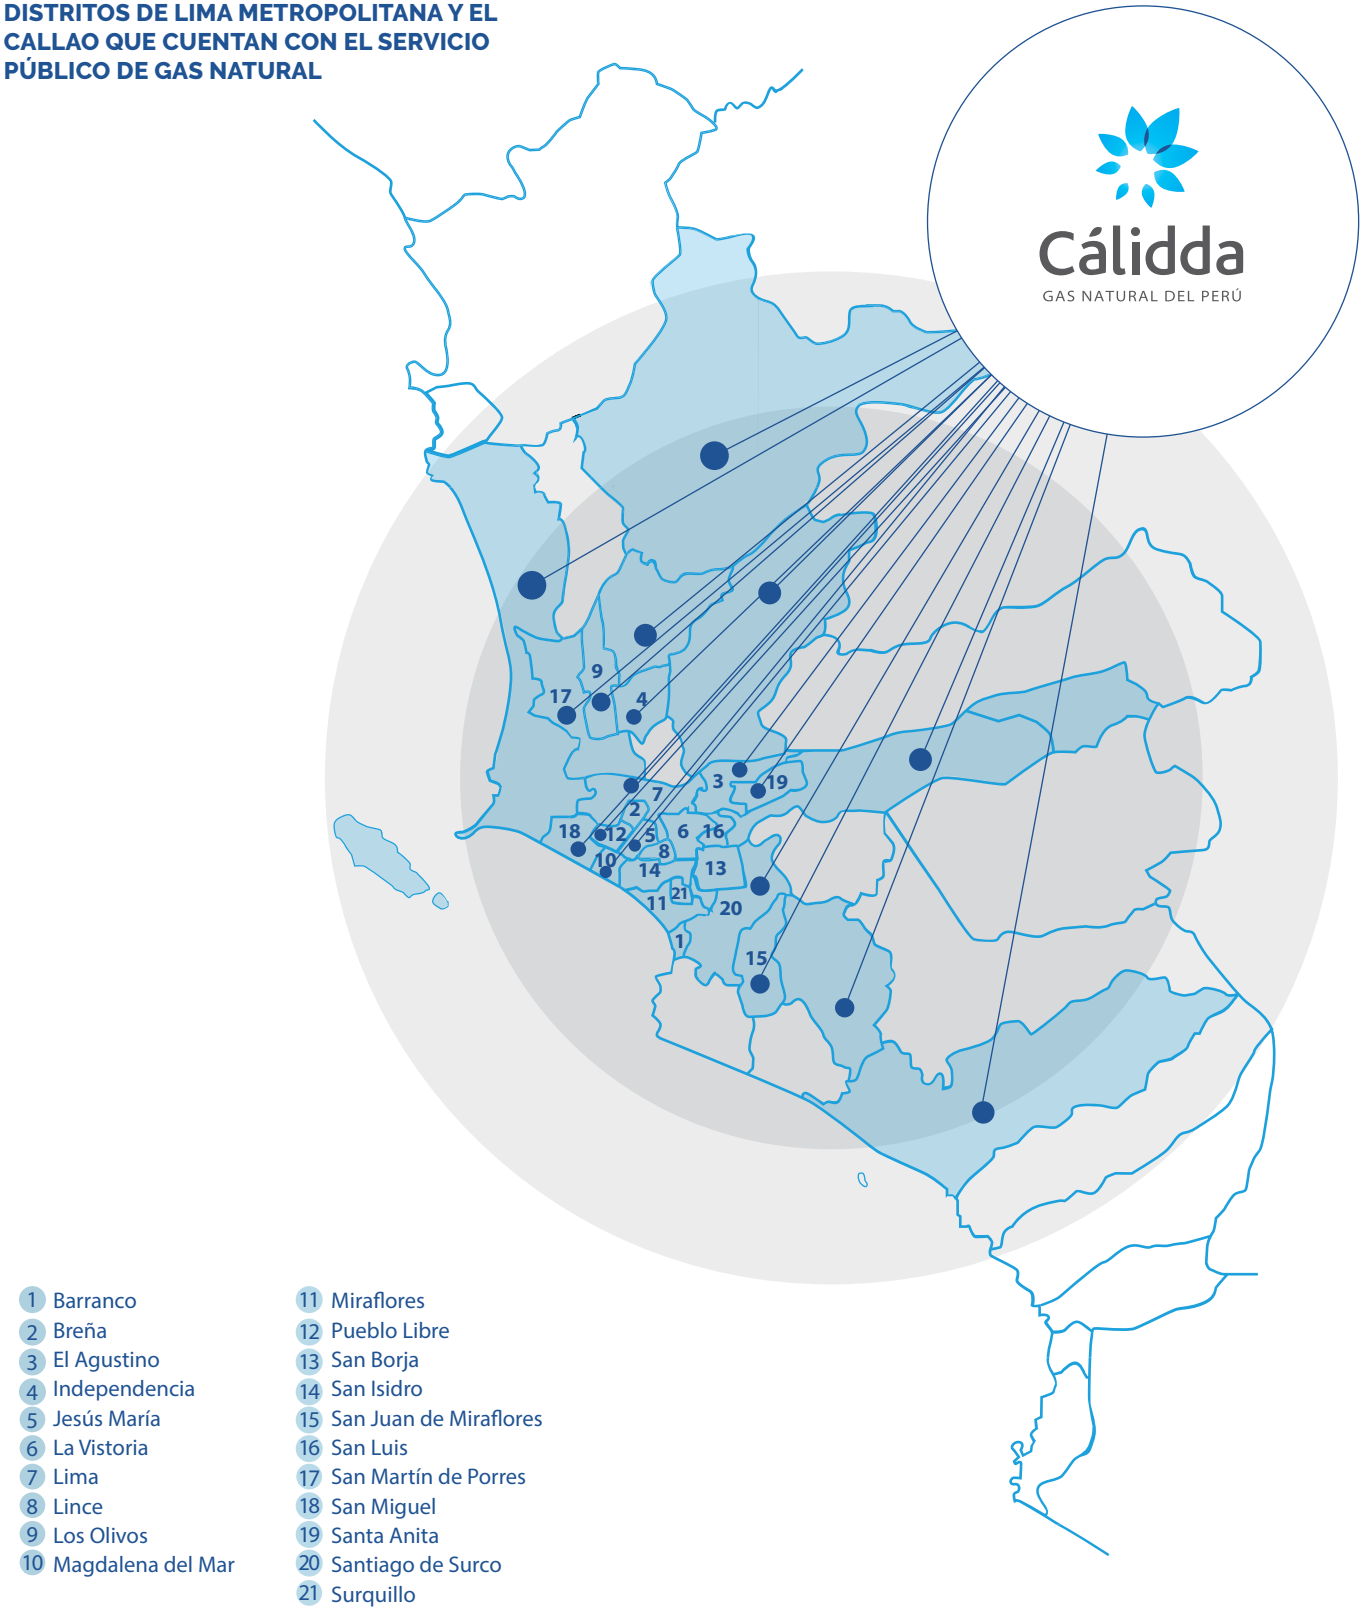 DISTRITOS DE LIMA METROPOLITANA Y EL
CALLAO QUE CUENTAN CON EL SERVICIO
PÚBLICO DE GAS NATURAL
Cálidda
GAS NATURAL DEL PERÚ
9
17
4
3
19
7
2
18
12
5
6
16
10
8
14
13
21
11
20
1
15
1 Barranco
2 Breña
3 El Agustino
4 Independencia
5 Jesús María
6 La Vistoria
7 Lima
8 Lince
9 Los Olivos
10 Magdalena del Mar
11 Miraflores
12 Pueblo Libre
13 San Borja
14 San Isidro
15 San Juan de Miraflores
16 San Luis
17 San Martín de Porres
18 San Miguel
19 Santa Anita
20 Santiago de Surco
21 Surquillo